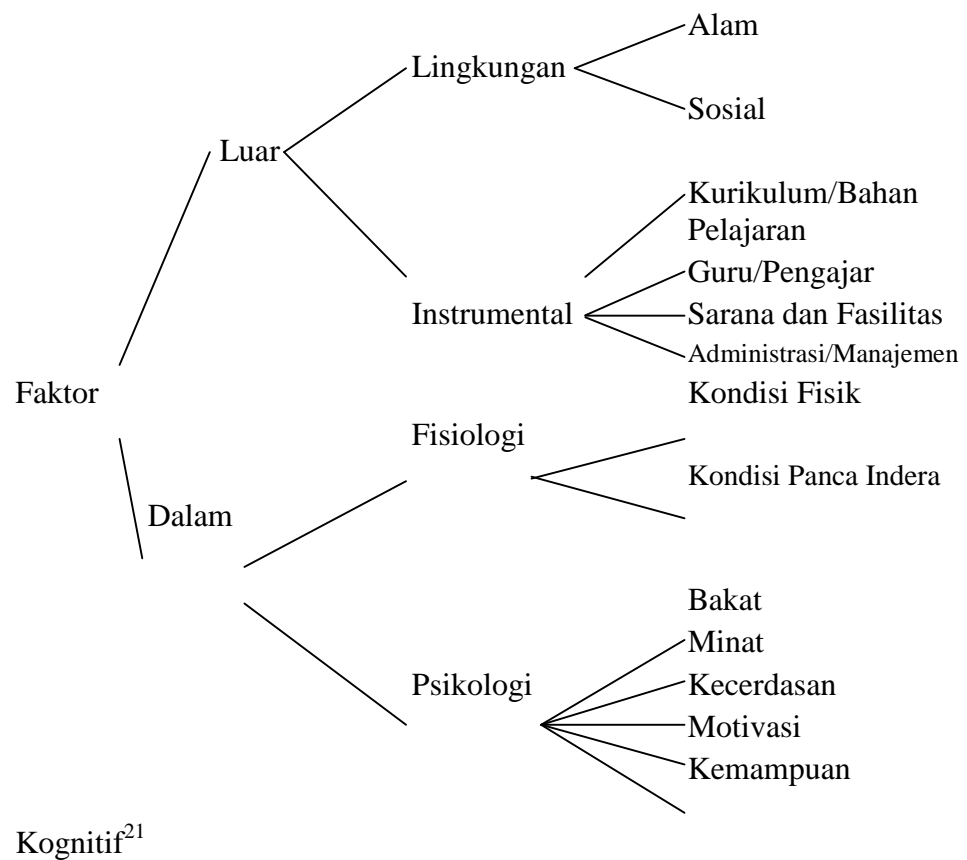 Alam
Lingkungan
Sosial
Luar
Kurikulum/Bahan
Pelajaran
Guru/Pengajar
Instrumental
Sarana dan Fasilitas
Administrasi/Manajemen
Faktor
Kondisi Fisik
Fisiologi
Kondisi Panca Indera
Dalam
Bakat
Minat
Psikologi
Kecerdasan
Motivasi
Kemampuan
Kognitif21